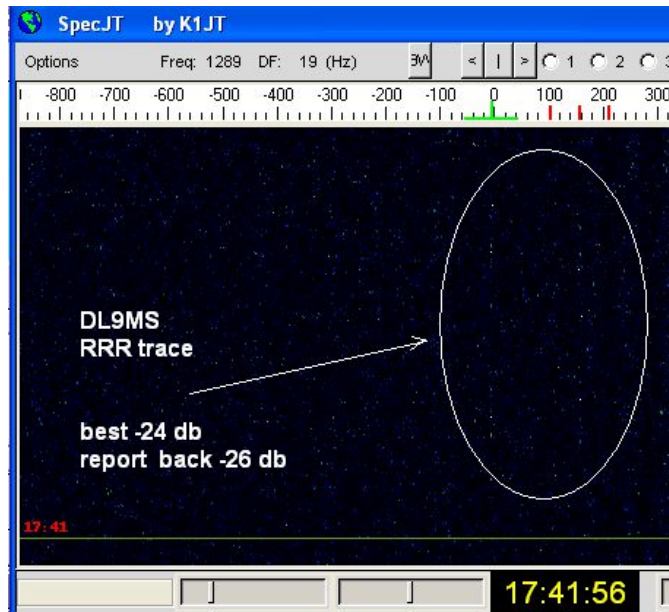 SpecJT by K1JT
Options Freq: 1289 DF: 19 (Hz) BW < | > 1 2 3
-800 -700 -600 -500 -400 -300 -200 -100 0 100 200
DL9MS
RRR trace
best -24 db
report back -26 db
17:41
17:41:56